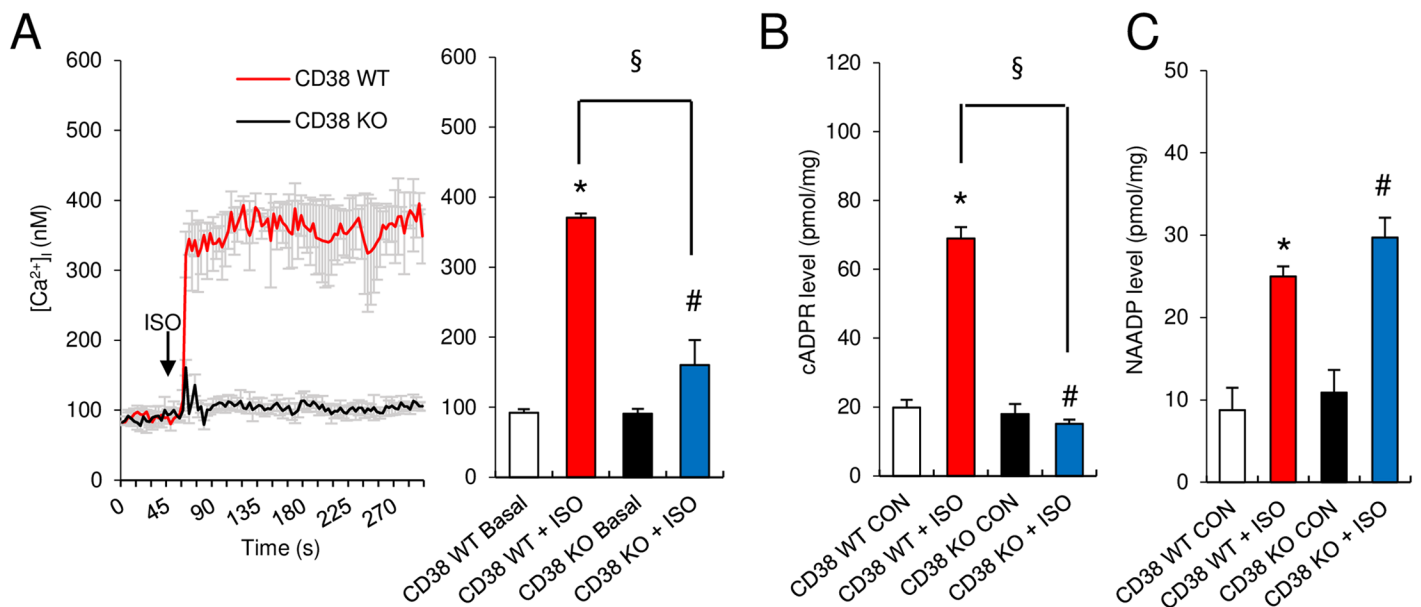 A
600
500
400
300
200
100
0
[Ca²⁺]ᵢ (nM)
CD38 WT
CD38 KO
ISO
0
45
90
135
180
225
270
Time (s)
600
500
400
300
200
100
0
§
*
#
CD38 WT Basal
CD38 WT + ISO
CD38 KO Basal
CD38 KO + ISO
B
120
100
80
60
40
20
0
cADPR level (pmol/mg)
§
*
#
CD38 WT CON
CD38 WT + ISO
CD38 KO CON
CD38 KO + ISO
C
50
40
30
20
10
0
NAADP level (pmol/mg)
*
#
CD38 WT CON
CD38 WT + ISO
CD38 KO CON
CD38 KO + ISO